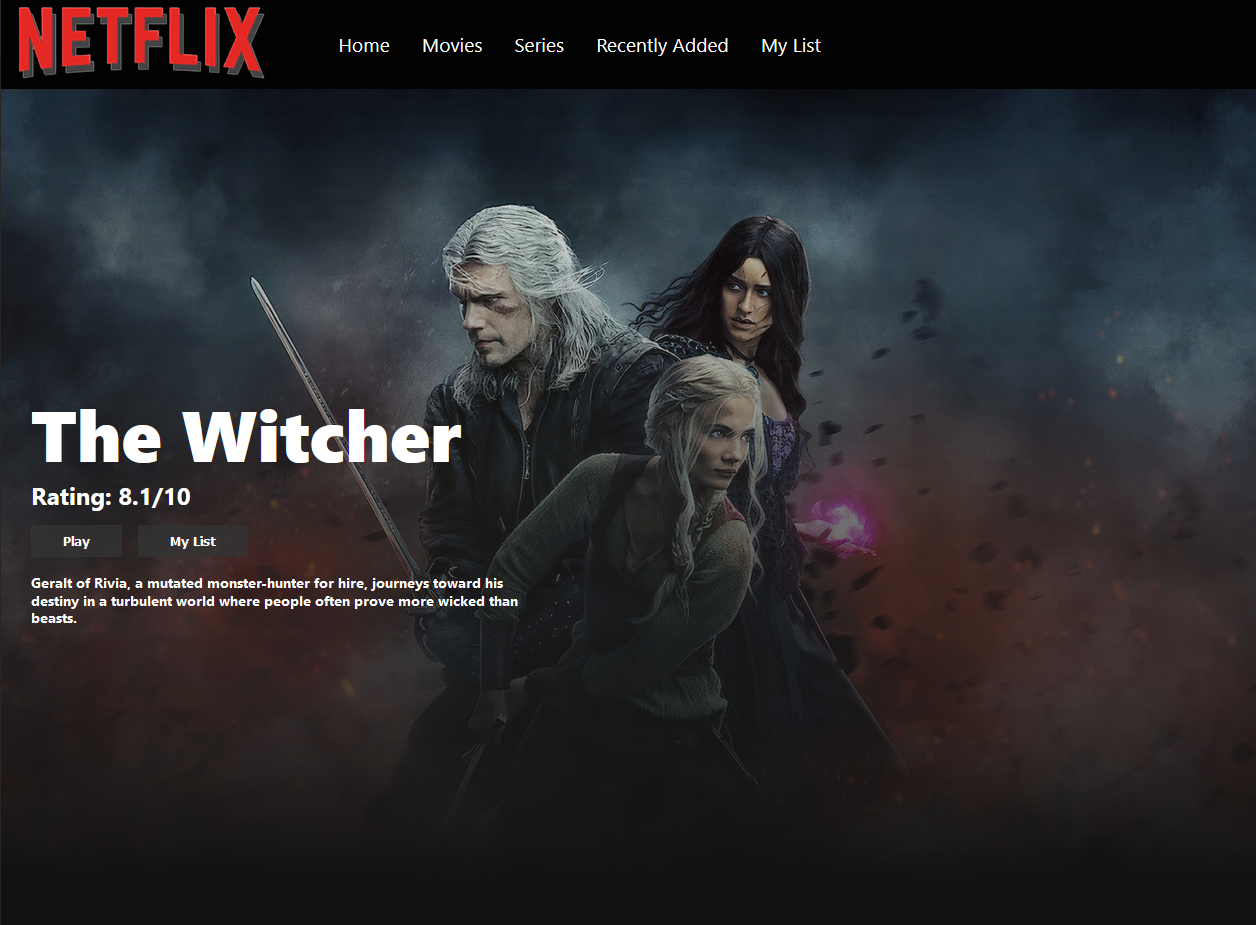 NETFLIX
Home Movies Series Recently Added My List
The Witcher
Rating: 8.1/10
Play My List
Geralt of Rivia, a mutated monster-hunter for hire, journeys toward his
destiny in a turbulent world where people often prove more wicked than
beasts.